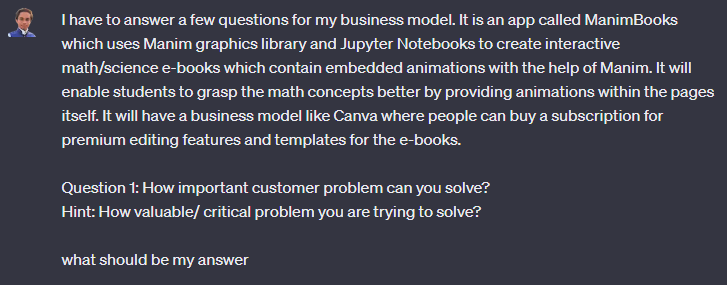 I have to answer a few questions for my business model. It is an app called ManimBooks
which uses Manim graphics library and Jupyter Notebooks to create interactive
math/science e-books which contain embedded animations with the help of Manim. It will
enable students to grasp the math concepts better by providing animations within the pages
itself. It will have a business model like Canva where people can buy a subscription for
premium editing features and templates for the e-books.
Question 1: How important customer problem can you solve?
Hint: How valuable/ critical problem you are trying to solve?
what should be my answer